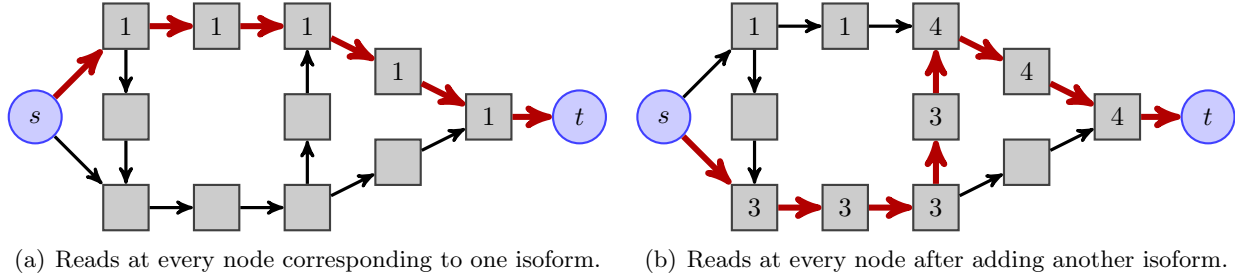 1 1 1 1 1 4
1 4
s 1 t s 3 4 t
3 3 3
(a) Reads at every node corresponding to one isoform. (b) Reads at every node after adding another isoform.